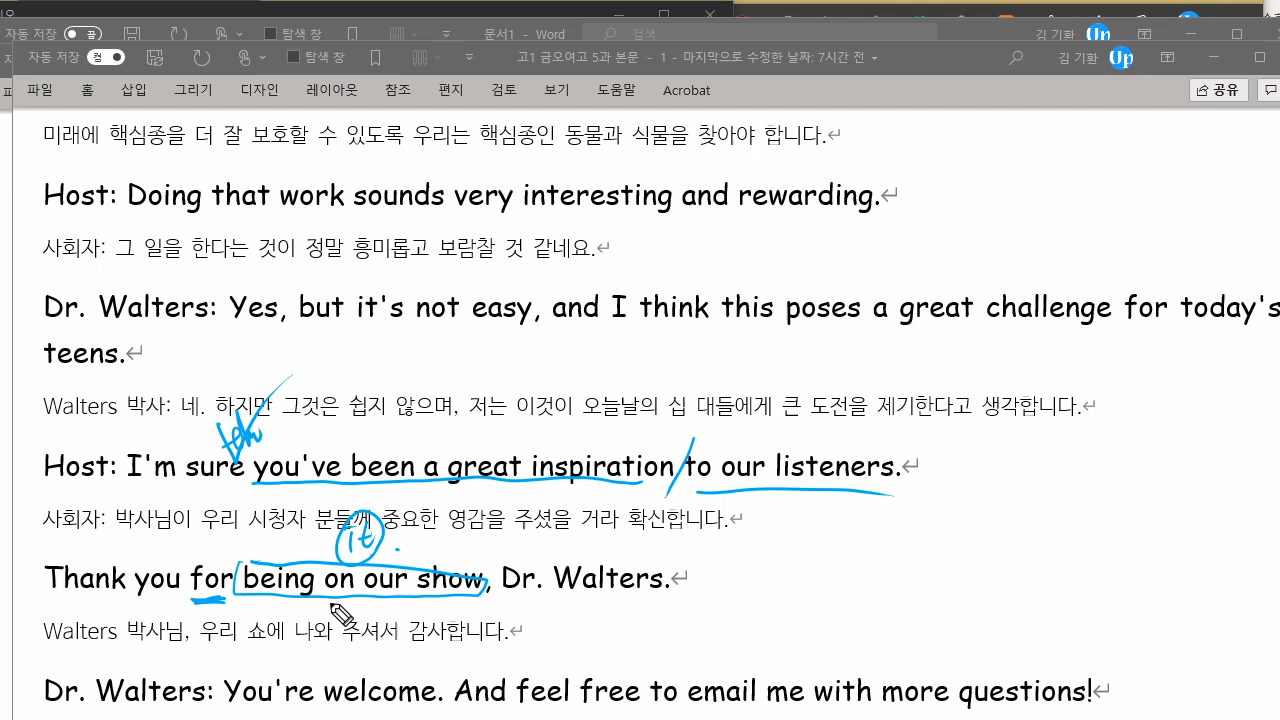 자동 저장 끔 탐색 창 문서1 - Word 검색 김 기환 Up
자동 저장 켬 탐색 창 고1 금오여고 5과 본문 - 1 - 마지막으로 수정한 날짜: 7시간 전 김 기환 Up
파일 홈 삽입 그리기 디자인 레이아웃 참조 편지 검토 보기 도움말 Acrobat 공유
미래에 핵심종을 더 잘 보호할 수 있도록 우리는 핵심종인 동물과 식물을 찾아야 합니다.↵
Host: Doing that work sounds very interesting and rewarding.↵
사회자: 그 일을 한다는 것이 정말 흥미롭고 보람찰 것 같네요.↵
Dr. Walters: Yes, but it's not easy, and I think this poses a great challenge for today's
teens.↵
Walters 박사: 네. 하지만 그것은 쉽지 않으며, 저는 이것이 오늘날의 십 대들에게 큰 도전을 제기한다고 생각합니다.↵
Host: I'm sure you've been a great inspiration / to our listeners.↵
사회자: 박사님이 우리 시청자 분들께 중요한 영감을 주셨을 거라 확신합니다.↵
it.
Thank you for being on our show, Dr. Walters.↵
Walters 박사님, 우리 쇼에 나와 주셔서 감사합니다.↵
Dr. Walters: You're welcome. And feel free to email me with more questions!↵